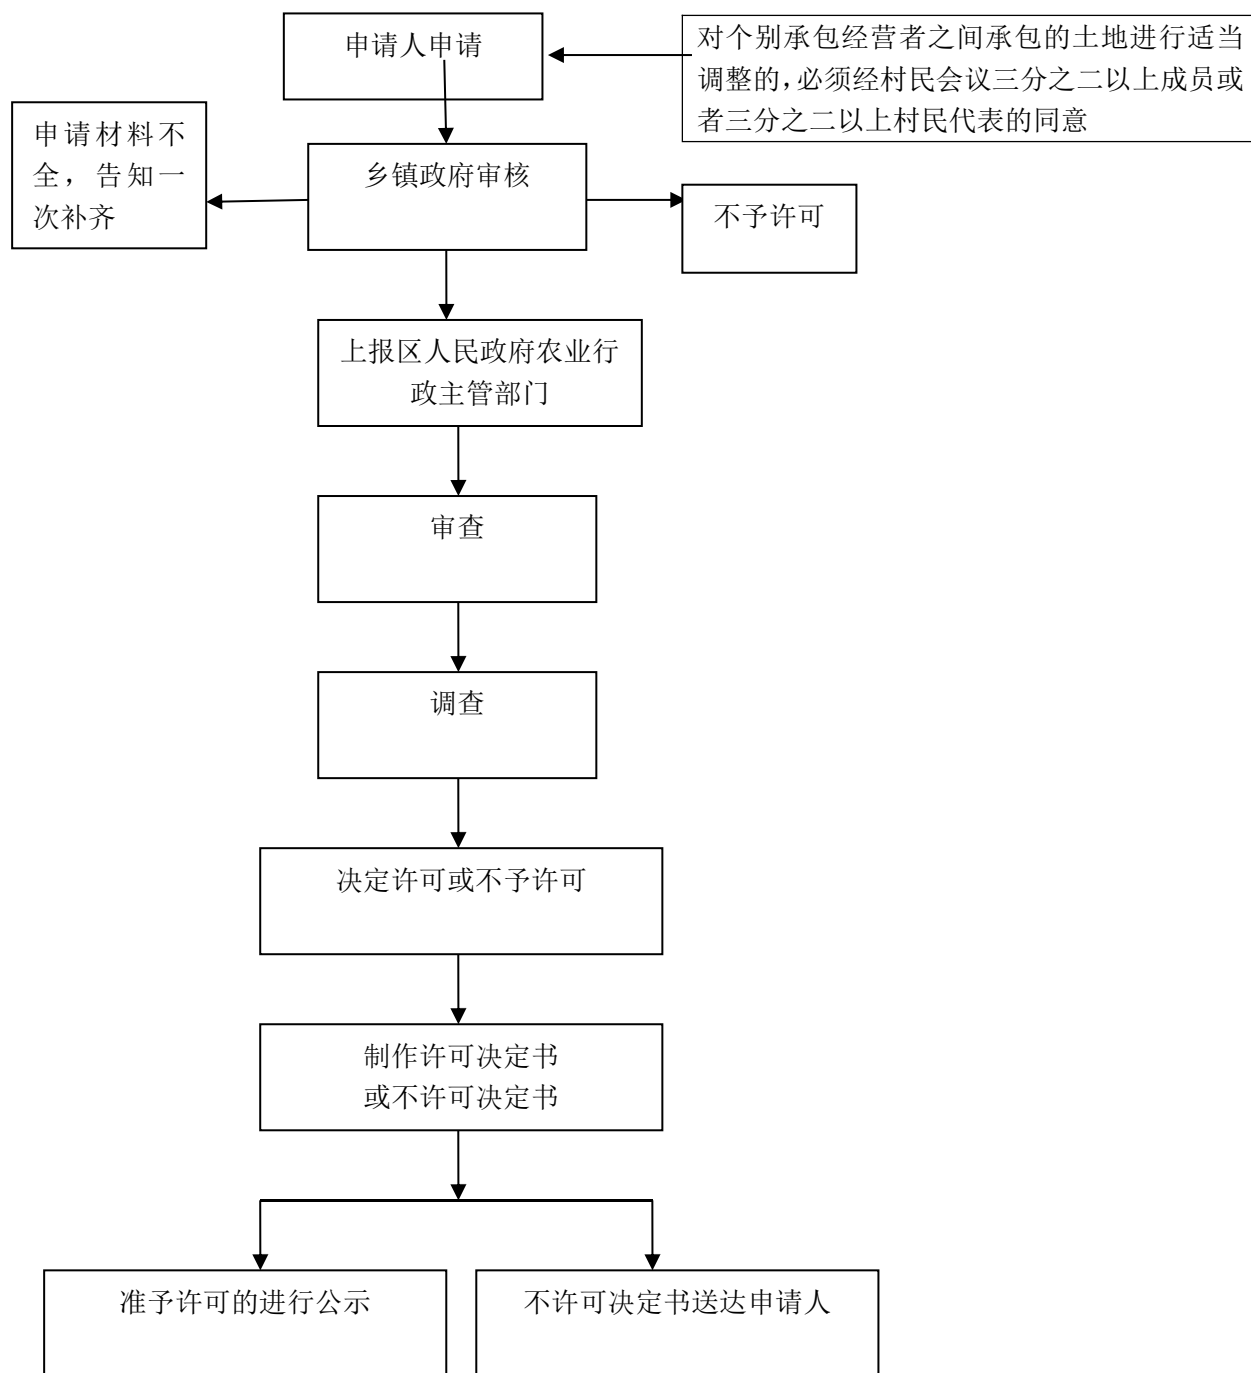 申请人申请
对个别承包经营者之间承包的土地进行适当
调整的，必须经村民会议三分之二以上成员或
者三分之二以上村民代表的同意
申请材料不
全，告知一
次补齐
乡镇政府审核
不予许可
上报区人民政府农业行
政主管部门
审查
调查
决定许可或不予许可
制作许可决定书
或不许可决定书
准予许可的进行公示
不许可决定书送达申请人